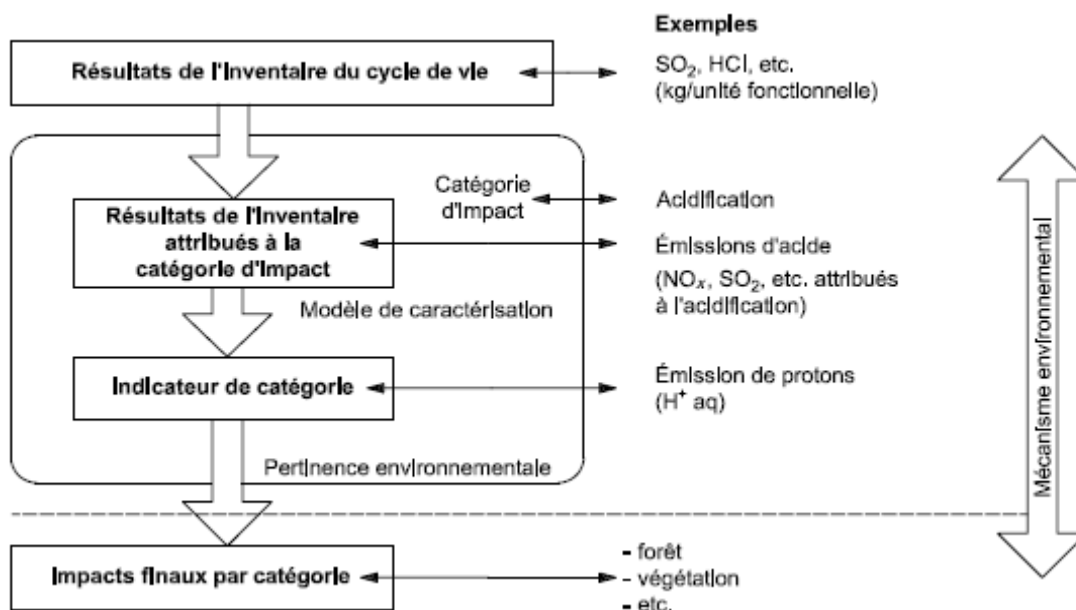 Exemples
Résultats de l'Inventaire du cycle de vie
SO₂, HCl, etc.
(kg/unité fonctionnelle)
Catégorie
d'Impact
Acidification
Résultats de l'Inventaire
attribués à la
catégorie d'Impact
Émissions d'acide
(NOₓ, SO₂, etc. attribués
à l'acidification)
Modèle de caractérisation
Indicateur de catégorie
Émission de protons
(H⁺ aq)
Pertinence environnementale
Mécanisme environnemental
Impacts finaux par catégorie
- forêt
- végétation
- etc.